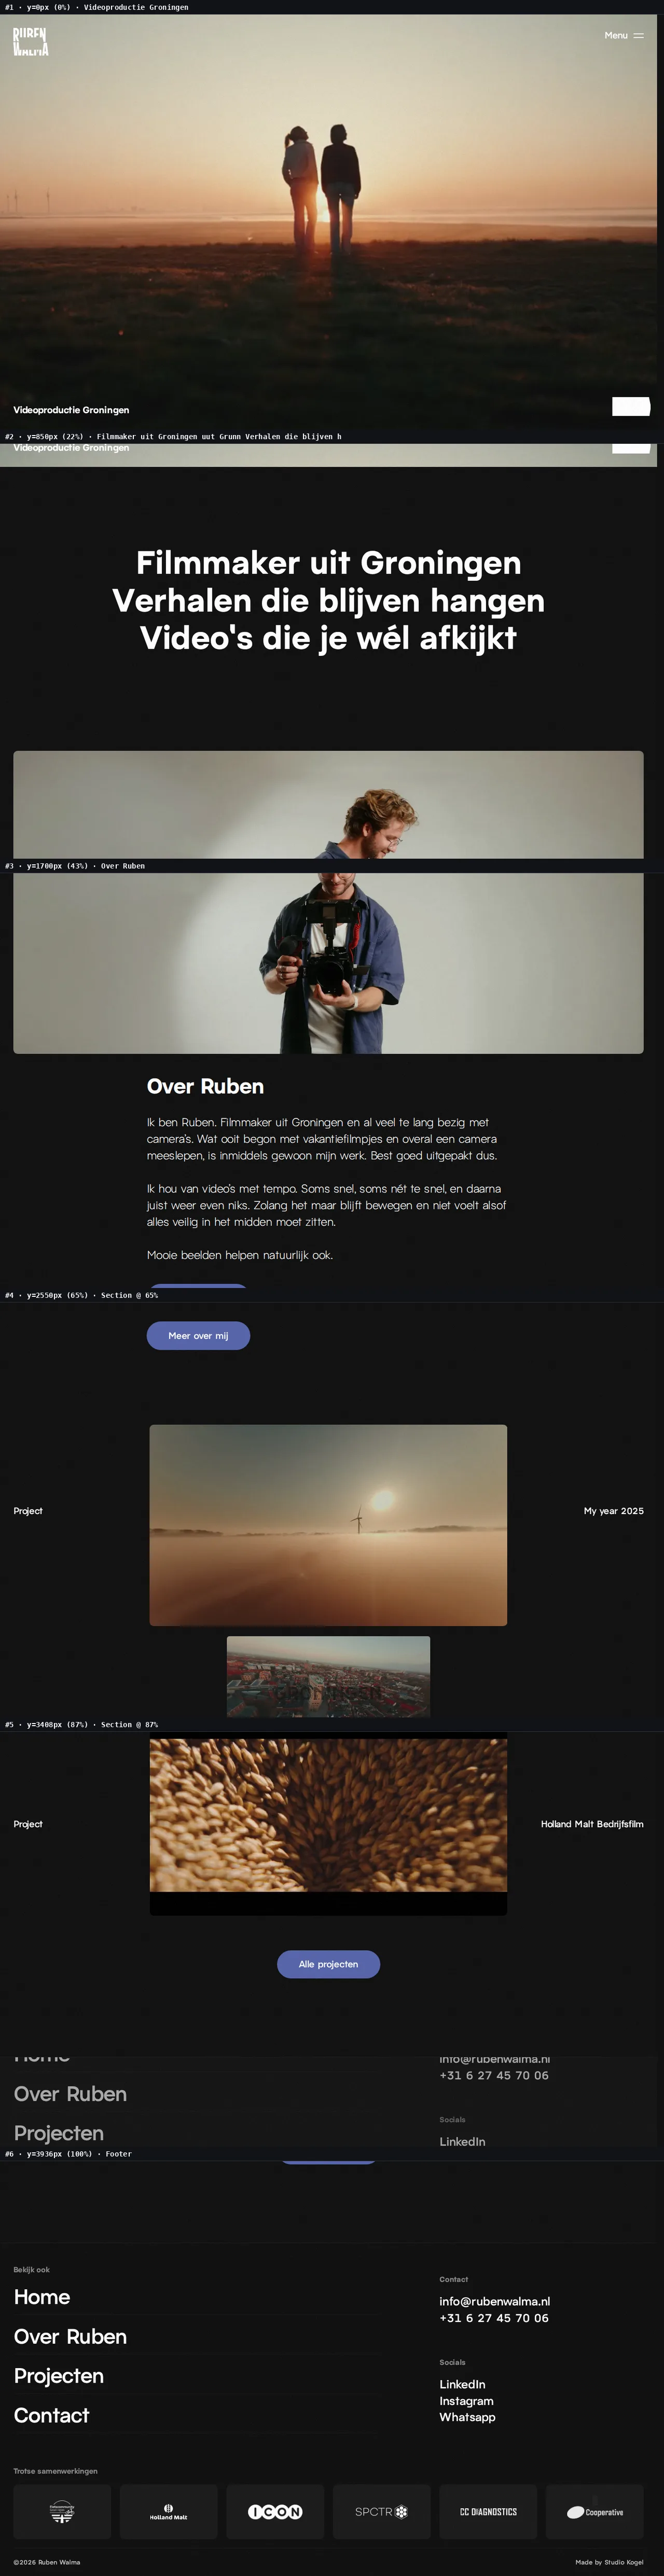 #1 · y=0px (0%) · Videoproductie Groningen
RUBEN
WALMA
Menu
Videoproductie Groningen
#2 · y=850px (22%) · Filmmaker uit Groningen uut Grunn Verhalen die blijven h
Videoproductie Groningen
Filmmaker uit Groningen
Verhalen die blijven hangen
Video's die je wél afkijkt
#3 · y=1700px (43%) · Over Ruben
Over Ruben
Ik ben Ruben. Filmmaker uit Groningen en al veel te lang bezig met
camera's. Wat ooit begon met vakantiefilmpjes en overal een camera
meeslepen, is inmiddels gewoon mijn werk. Best goed uitgepakt dus.
Ik hou van video's met tempo. Soms snel, soms nét te snel, en daarna
juist weer even niks. Zolang het maar blijft bewegen en niet voelt alsof
alles veilig in het midden moet zitten.
Mooie beelden helpen natuurlijk ook.
#4 · y=2550px (65%) · Section @ 65%
Meer over mij
Project
My year 2025
#5 · y=3408px (87%) · Section @ 87%
Project
Holland Malt Bedrijfsfilm
Alle projecten
Home
info@rubenwalma.nl
+31 6 27 45 70 06
Over Ruben
Socials
Projecten
LinkedIn
#6 · y=3936px (100%) · Footer
Bekijk ook
Home
Over Ruben
Projecten
Contact
Contact
info@rubenwalma.nl
+31 6 27 45 70 06
Socials
LinkedIn
Instagram
Whatsapp
Trotse samenwerkingen
Holland Malt
ICON
SPCTR
CC DIAGNOSTICS
Cooperative
©2026 Ruben Walma
Made by Studio Kogel